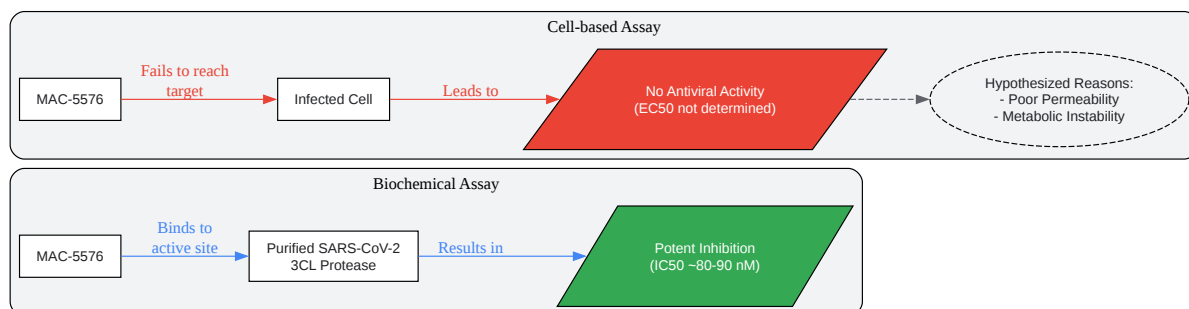 Cell-based Assay
MAC-5576
Fails to reach
target
Infected Cell
Leads to
No Antiviral Activity
(EC50 not determined)
Hypothesized Reasons:
- Poor Permeability
- Metabolic Instability
Biochemical Assay
MAC-5576
Binds to
active site
Purified SARS-CoV-2
3CL Protease
Results in
Potent Inhibition
(IC50 ~80-90 nM)